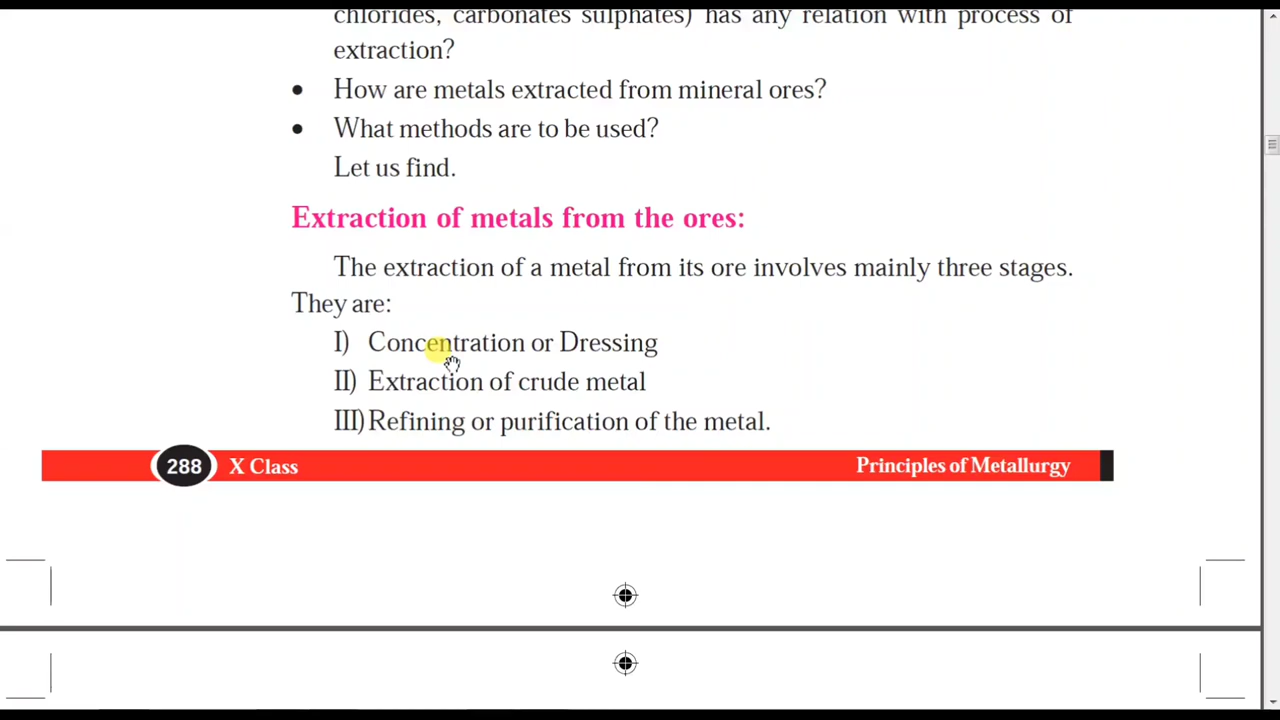 chlorides, carbonates sulphates) has any relation with process of
extraction?
• How are metals extracted from mineral ores?
• What methods are to be used?
Let us find.
Extraction of metals from the ores:
The extraction of a metal from its ore involves mainly three stages.
They are:
I) Concentration or Dressing
II) Extraction of crude metal
III) Refining or purification of the metal.
288 X Class Principles of Metallurgy